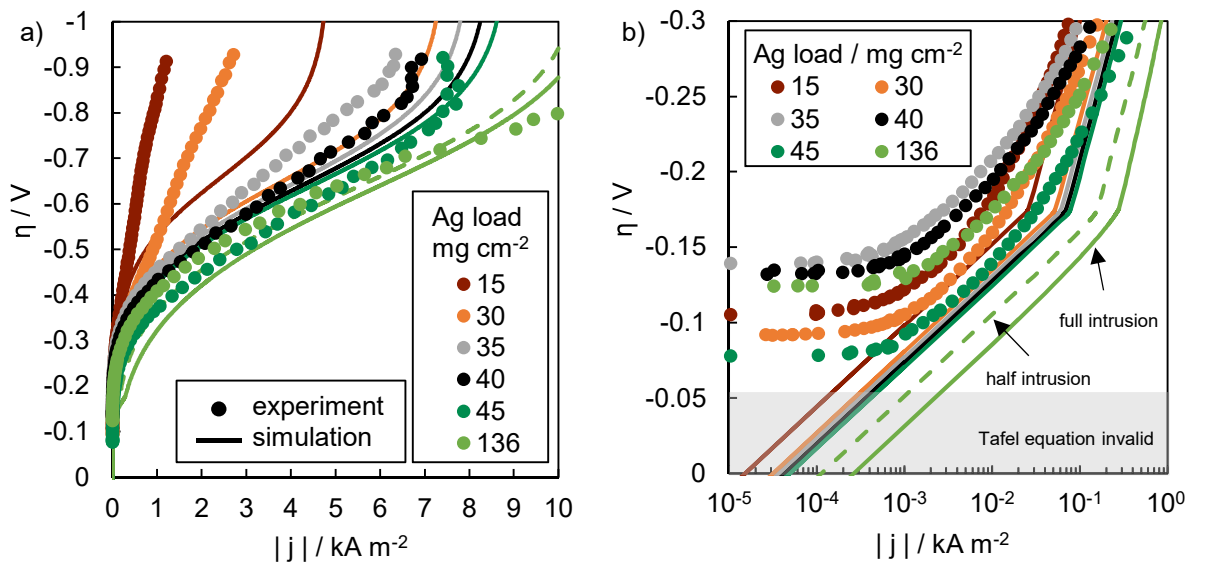 a)
-1
-0.9
-0.8
-0.7
-0.6
-0.5
-0.4
-0.3
-0.2
-0.1
0
η / V
0 1 2 3 4 5 6 7 8 9 10
| j | / kA m-2
Ag load
mg cm-2
15
30
35
40
45
136
experiment
simulation
b)
-0.3
-0.25
-0.2
-0.15
-0.1
-0.05
0
η / V
10-5 10-4 10-3 10-2 10-1 100
| j | / kA m-2
Ag load / mg cm-2
15 30
35 40
45 136
full intrusion
half intrusion
Tafel equation invalid